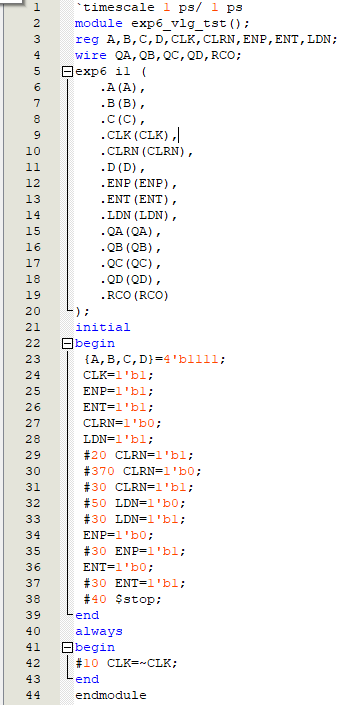 1 `timescale 1 ps/ 1 ps
2 module exp6_vlg_tst();
3 reg A,B,C,D,CLK,CLRN,ENP,ENT,LDN;
4 wire QA,QB,QC,QD,RCO;
5 exp6 i1 (
6 .A(A),
7 .B(B),
8 .C(C),
9 .CLK(CLK),
10 .CLRN(CLRN),
11 .D(D),
12 .ENP(ENP),
13 .ENT(ENT),
14 .LDN(LDN),
15 .QA(QA),
16 .QB(QB),
17 .QC(QC),
18 .QD(QD),
19 .RCO(RCO)
20 );
21 initial
22 begin
23 {A,B,C,D}=4'b1111;
24 CLK=1'b1;
25 ENP=1'b1;
26 ENT=1'b1;
27 CLRN=1'b0;
28 LDN=1'b1;
29 #20 CLRN=1'b1;
30 #370 CLRN=1'b0;
31 #30 CLRN=1'b1;
32 #50 LDN=1'b0;
33 #30 LDN=1'b1;
34 ENP=1'b0;
35 #30 ENP=1'b1;
36 ENT=1'b0;
37 #30 ENT=1'b1;
38 #40 $stop;
39 end
40 always
41 begin
42 #10 CLK=~CLK;
43 end
44 endmodule